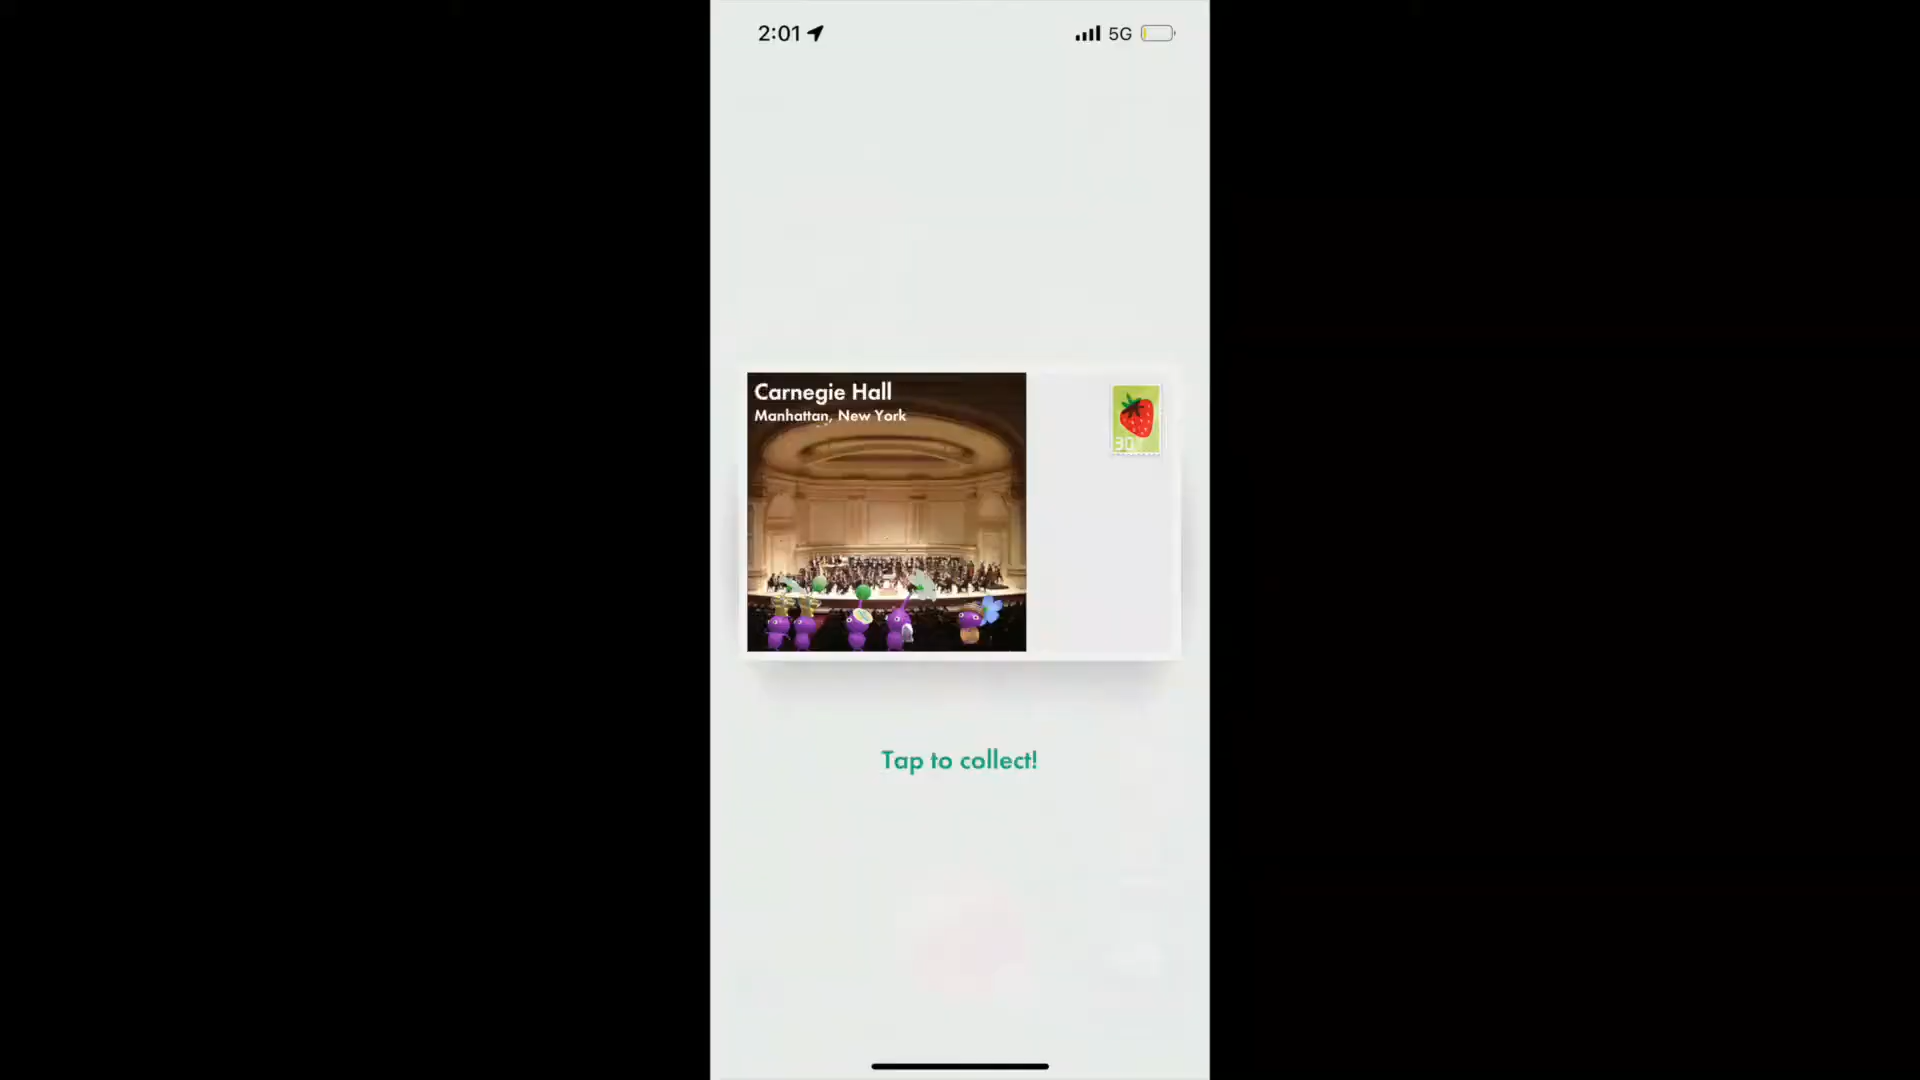 2:01
5G
Carnegie Hall
Manhattan, New York
30
Tap to collect!